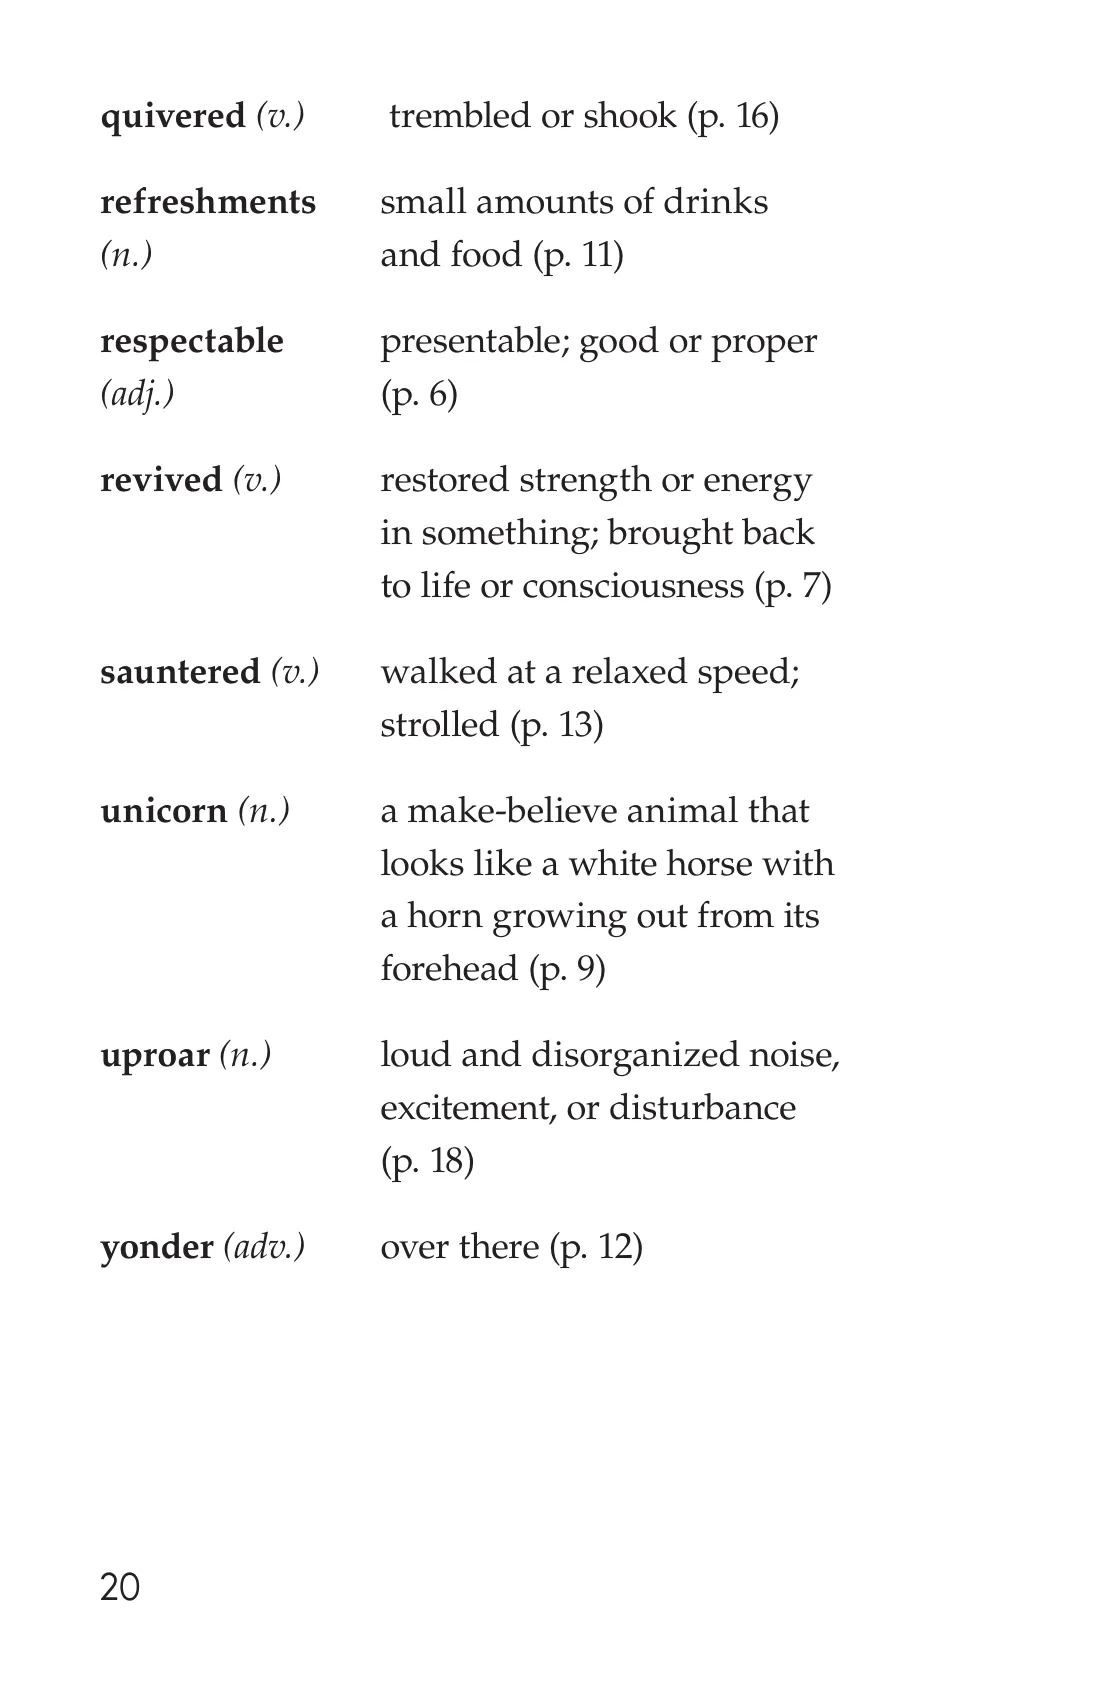 quivered (v.) trembled or shook (p. 16)
refreshments small amounts of drinks
(n.) and food (p. 11)
respectable presentable; good or proper
(adj.) (p. 6)
revived (v.) restored strength or energy
in something; brought back
to life or consciousness (p. 7)
sauntered (v.) walked at a relaxed speed;
strolled (p. 13)
unicorn (n.) a make-believe animal that
looks like a white horse with
a horn growing out from its
forehead (p. 9)
uproar (n.) loud and disorganized noise,
excitement, or disturbance
(p. 18)
yonder (adv.) over there (p. 12)
20